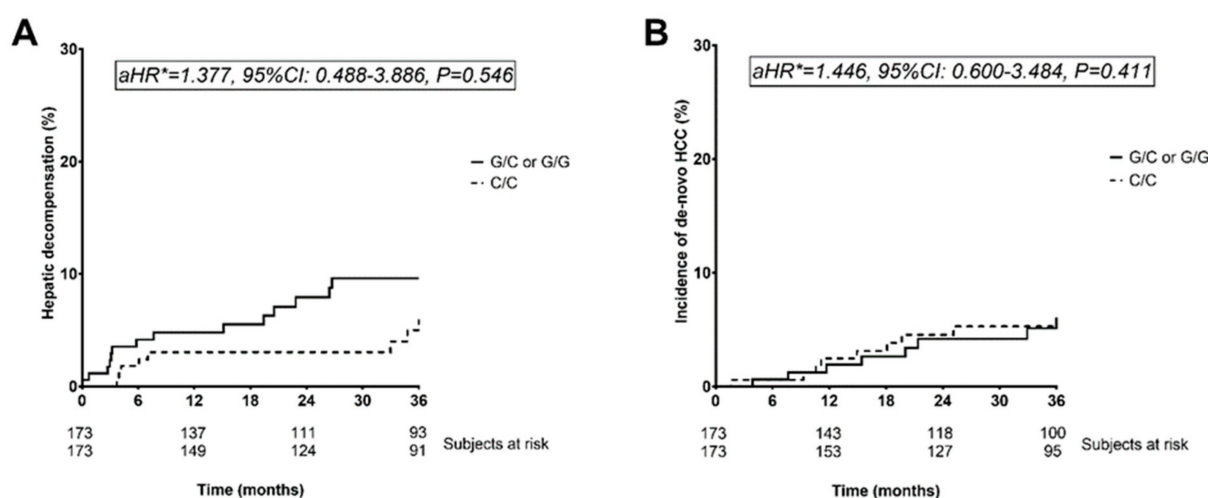 A
aHR*=1.377, 95%CI: 0.488-3.886, P=0.546
Hepatic decompensation (%)
30
20
10
0
G/C or G/G
C/C
0 6 12 18 24 30 36
173 137 111 93
173 149 124 91
Subjects at risk
Time (months)
B
aHR*=1.446, 95%CI: 0.600-3.484, P=0.411
Incidence of de-novo HCC (%)
30
20
10
0
G/C or G/G
C/C
0 6 12 18 24 30 36
173 143 118 100
173 153 127 95
Subjects at risk
Time (months)